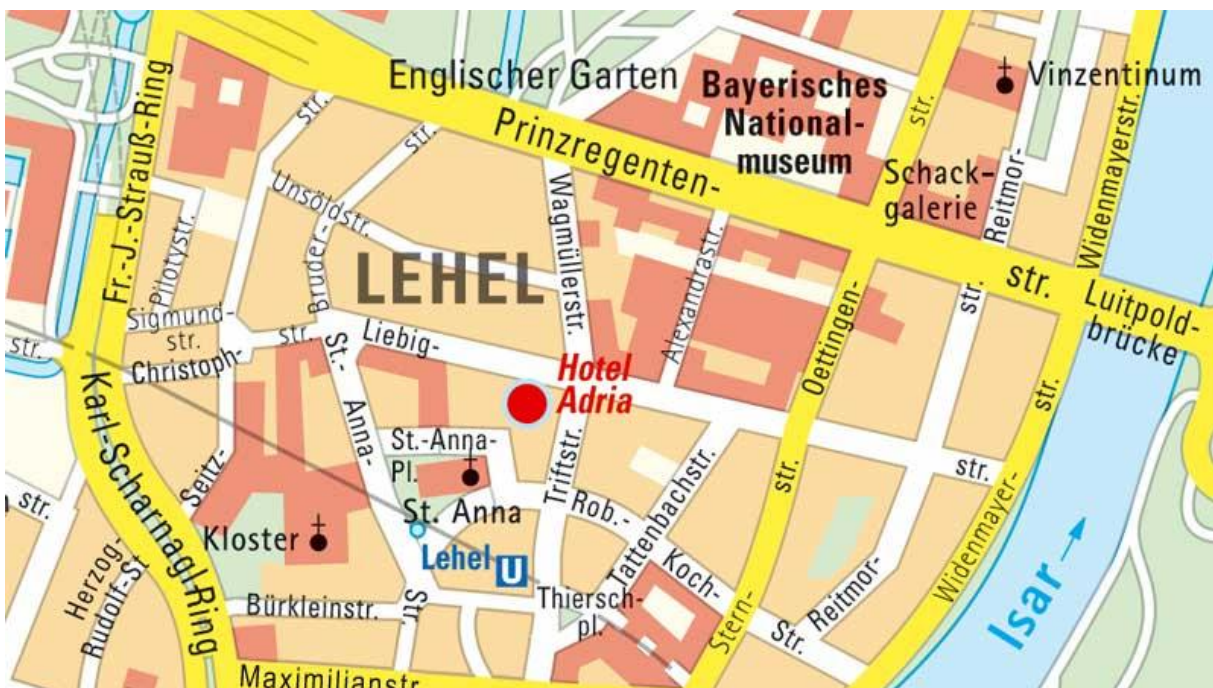 Fr.-J.-Strauß-Ring
str.
str.
Englischer Garten
Bayerisches
National-
museum
str.
Vinzentinum
Prinzregenten-
Schack-
galerie
Reitmor-
Widenmayerstr.
Unsöldstr.
Bruder-
Wagmüllerstr.
Alexandrastr.
Pilotystr.
LEHEL
Sigmund-
str.
Christoph-
str.
str.
St.-
Anna-
Str.
Liebig-
str.
Hotel
Adria
Oettingen-
str.
str.
str.
Luitpold-
brücke
str.
Karl-Scharnagl-Ring
Seitz-
St.-Anna-
Pl.
St. Anna
Triftstr.
Rob.-
Koch-
Str.
Tattenbachstr.
str.
Kloster
Lehel U
Herzog-
Rudolf-St
Bürkleinstr.
Thiersch-
pl.
Stern-
Reitmor-
Widenmayer-
Isar
Maximilianstr.